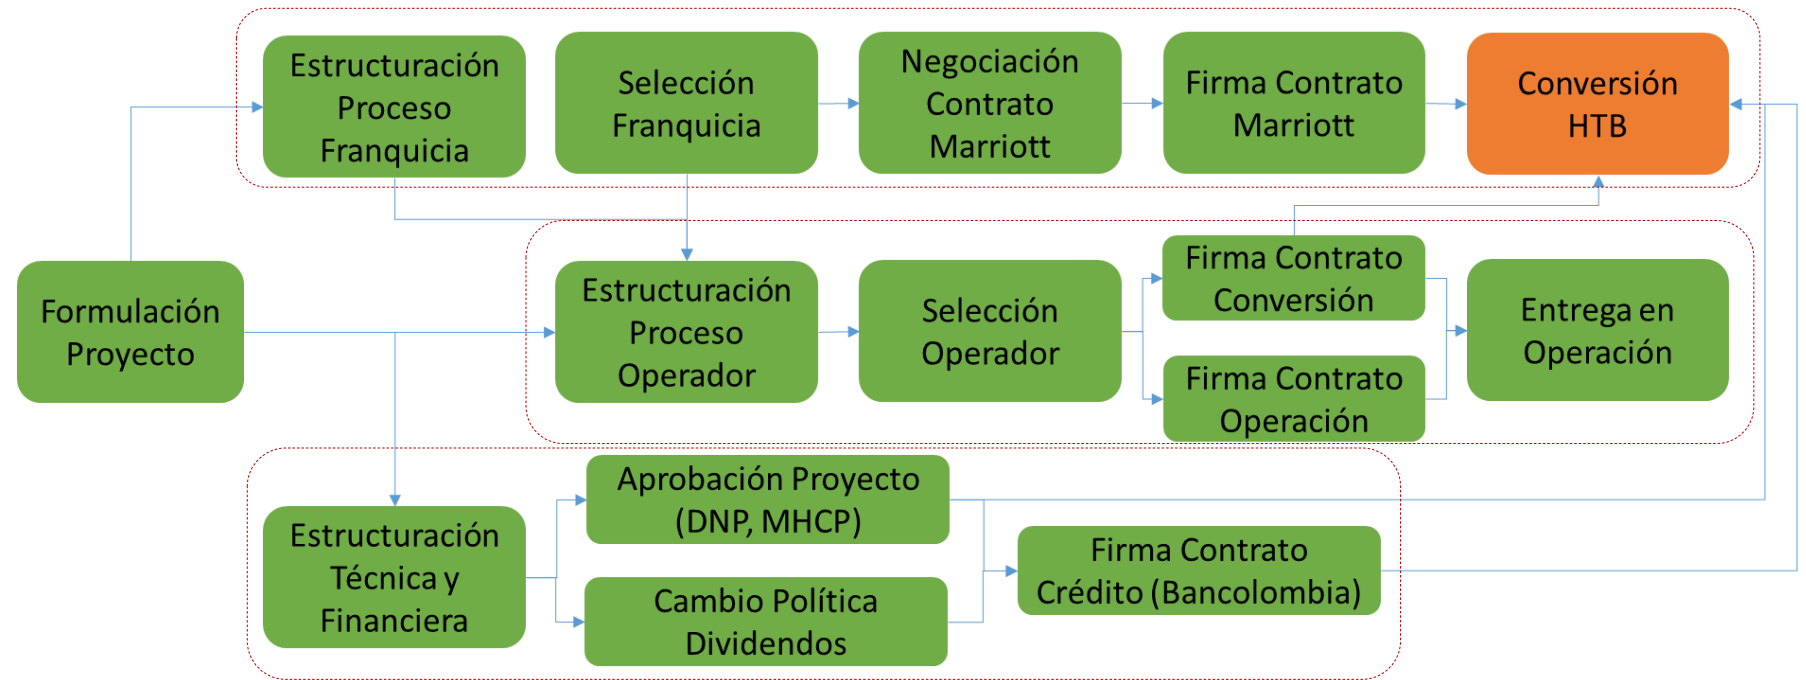 Estructuración
Proceso
Franquicia
Selección
Franquicia
Negociación
Contrato
Marriott
Firma Contrato
Marriott
Conversión
HTB
Formulación
Proyecto
Estructuración
Proceso
Operador
Selección
Operador
Firma Contrato
Conversión
Firma Contrato
Operación
Entrega en
Operación
Estructuración
Técnica y
Financiera
Aprobación Proyecto
(DNP, MHCP)
Cambio Política
Dividendos
Firma Contrato
Crédito (Bancolombia)